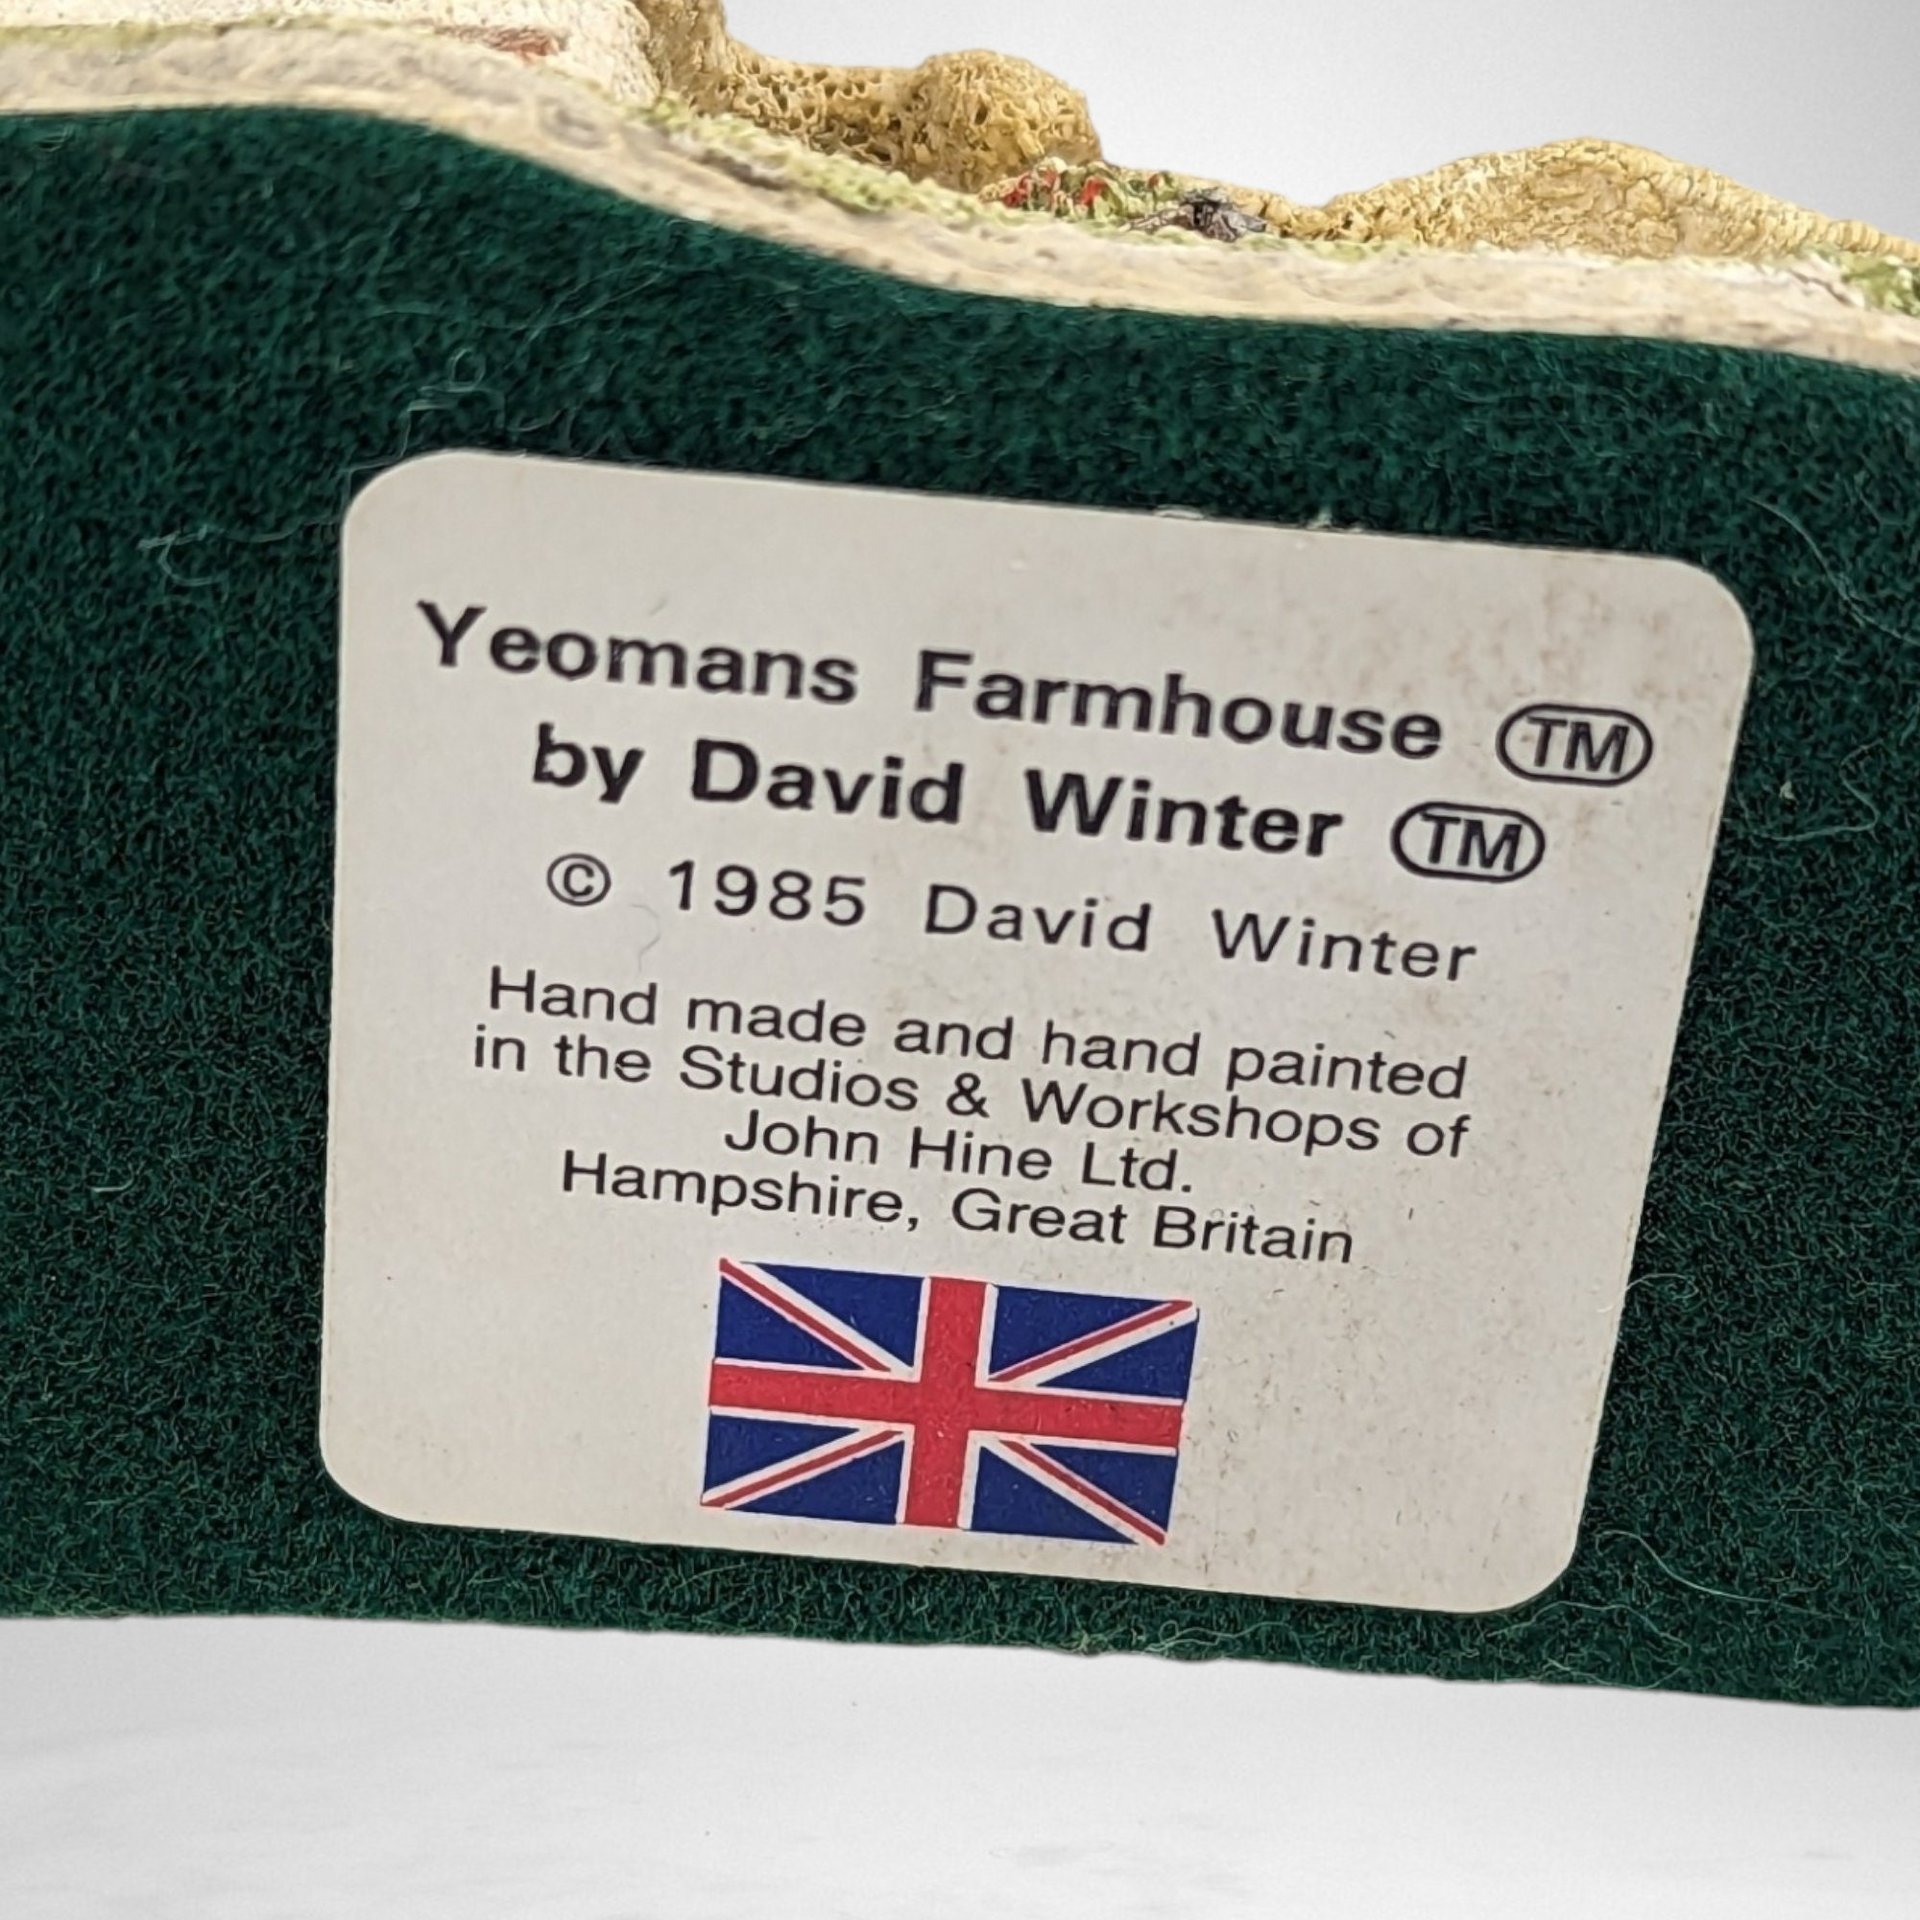 Yeomans Farmhouse TM
by David Winter TM
© 1985 David Winter
Hand made and hand painted
in the Studios & Workshops of
John Hine Ltd.
Hampshire, Great Britain